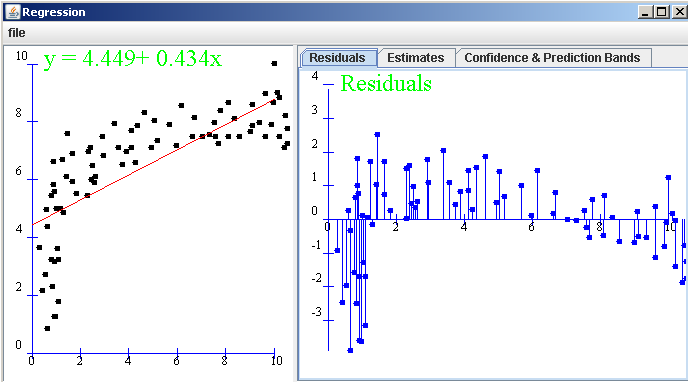 Regression
file
y = 4.449+ 0.434x
10
8
6
4
2
0
0 2 4 6 8 10
Residuals Estimates Confidence & Prediction Bands
Residuals
4
3
2
1
0
-1
-2
-3
0 2 4 6 8 10